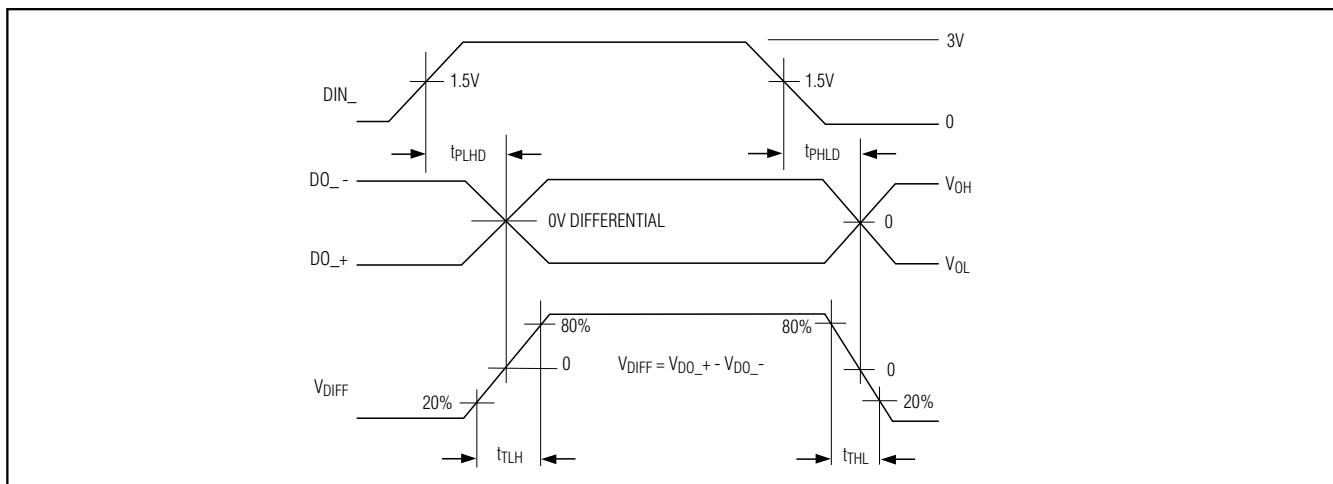 3V
1.5V
1.5V
DIN_
0
tPLHD
tPHLD
DO_ -
VOH
0V DIFFERENTIAL
0
DO_+
VOL
80%
80%
0
VDIFF = VDO_+ - VDO_-
0
VDIFF
20%
20%
tTLH
tTHL